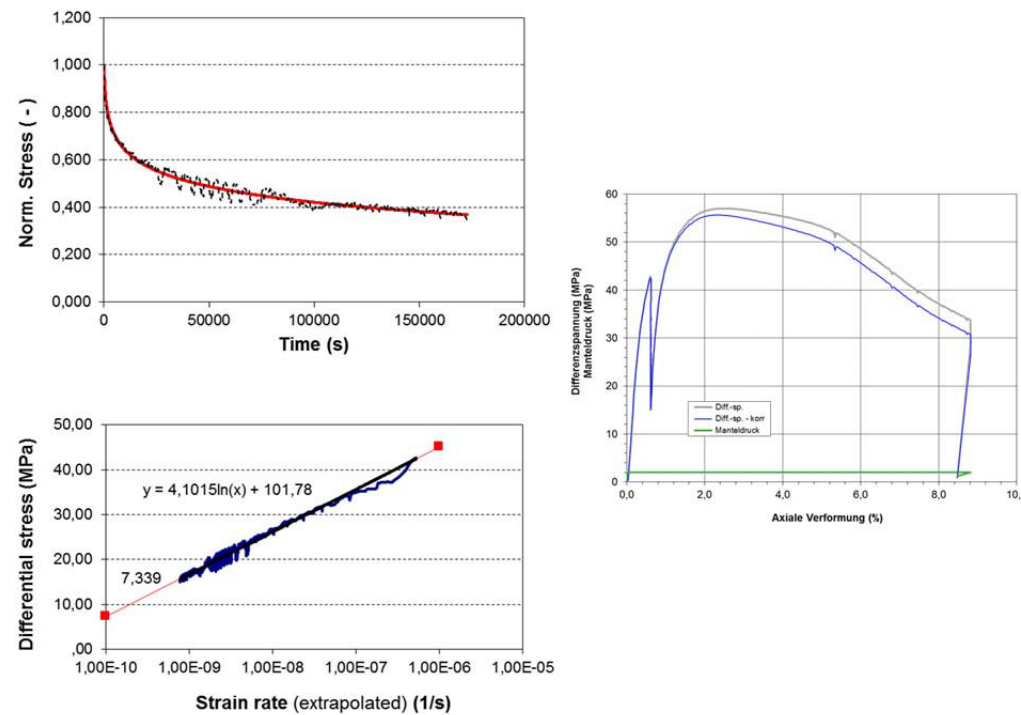 1,200
1,000
0,800
0,600
0,400
0,200
0,000
Norm. Stress ( - )
0 50000 100000 150000 200000
Time (s)
60
50
40
30
20
10
0
Differenzspannung (MPa)
Manteldruck (MPa)
Diff.-sp.
Diff.-sp. - korr
Manteldruck
0,0 2,0 4,0 6,0 8,0 10,
Axiale Verformung (%)
50,00
40,00
30,00
20,00
10,00
,00
Differential stress (MPa)
y = 4,1015ln(x) + 101,78
7,339
1,00E-10 1,00E-09 1,00E-08 1,00E-07 1,00E-06 1,00E-05
Strain rate (extrapolated) (1/s)